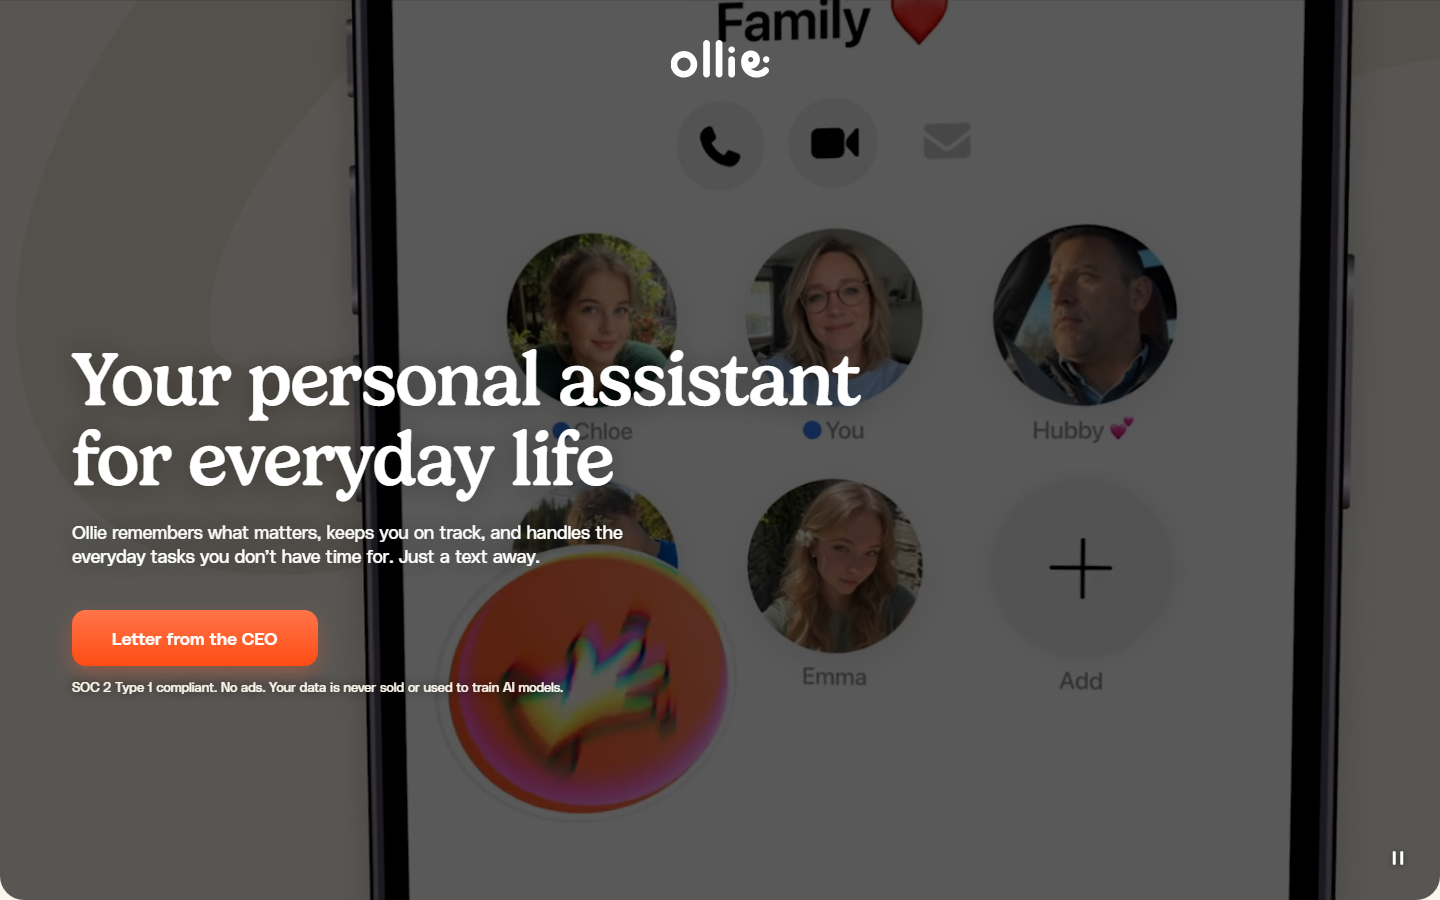 Family ❤️
ollie
Your personal assistant
for everyday life
Chloe
You
Hubby 💕
Ollie remembers what matters, keeps you on track, and handles the
everyday tasks you don’t have time for. Just a text away.
Letter from the CEO
SOC 2 Type 1 compliant. No ads. Your data is never sold or used to train AI models.
Emma
Add